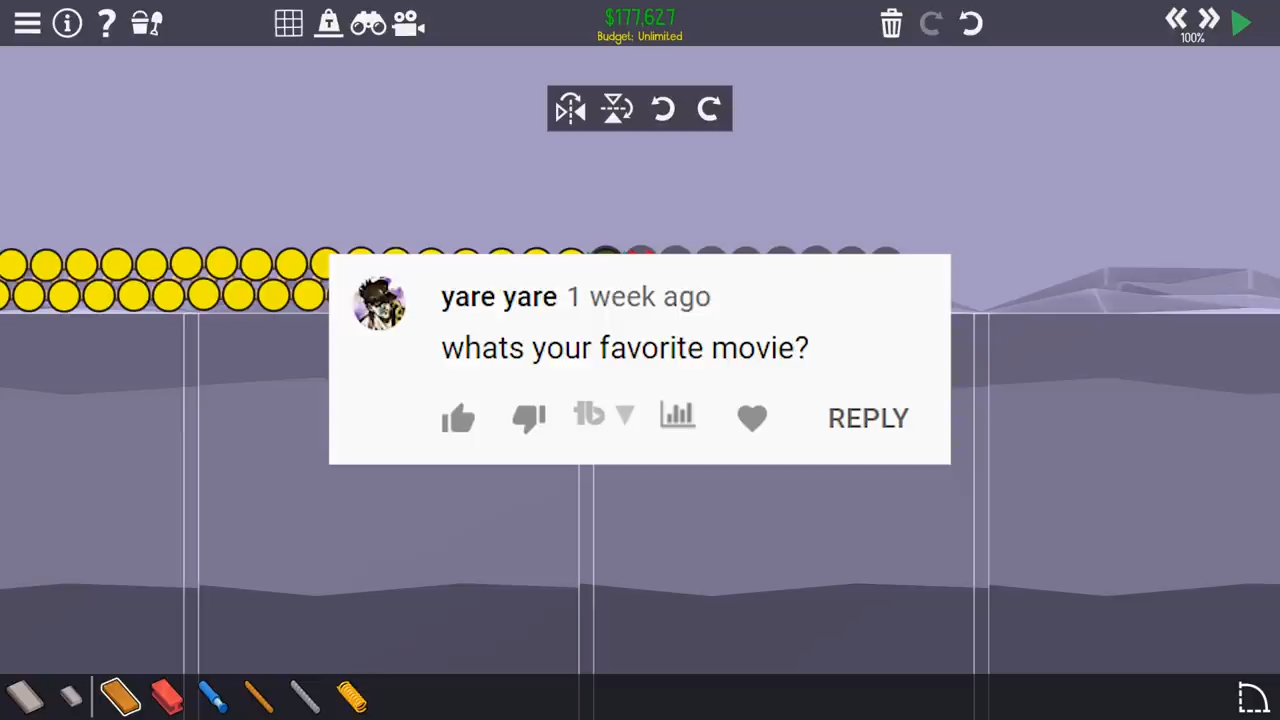 $177,627
Budget: Unlimited
100%
yare yare 1 week ago
whats your favorite movie?
REPLY